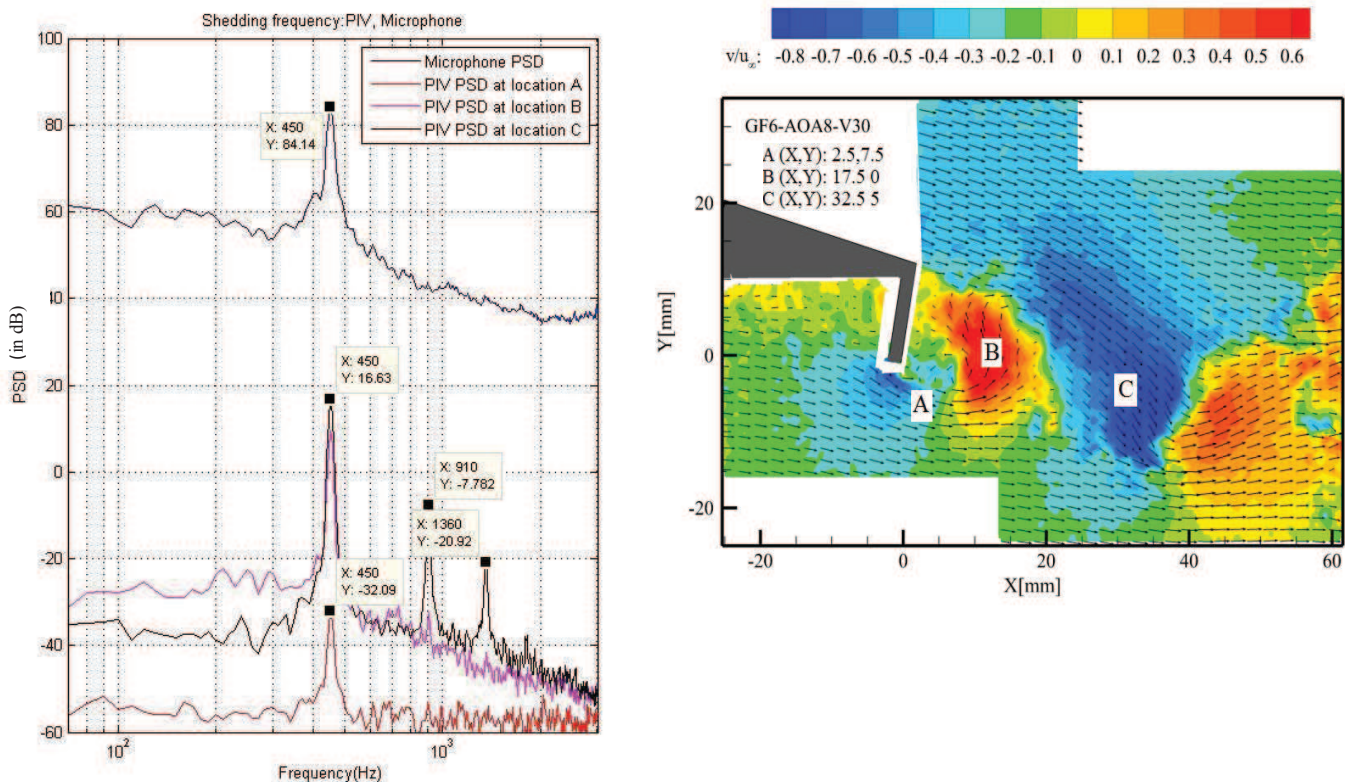 Shedding frequency:PIV, Microphone
100
80
60
40
20
0
-20
-40
-60
PSD (in dB)
Microphone PSD
PIV PSD at location A
PIV PSD at location B
PIV PSD at location C
X: 450
Y: 84.14
X: 450
Y: 16.63
X: 910
Y: -7.782
X: 1360
Y: -20.92
X: 450
Y: -32.09
10²
10³
Frequency(Hz)
v/u∞: -0.8 -0.7 -0.6 -0.5 -0.4 -0.3 -0.2 -0.1 0 0.1 0.2 0.3 0.4 0.5 0.6
GF6-AOA8-V30
A (X,Y): 2.5,7.5
B (X,Y): 17.5 0
C (X,Y): 32.5 5
20
0
-20
Y[mm]
A
B
C
-20 0 20 40 60
X[mm]